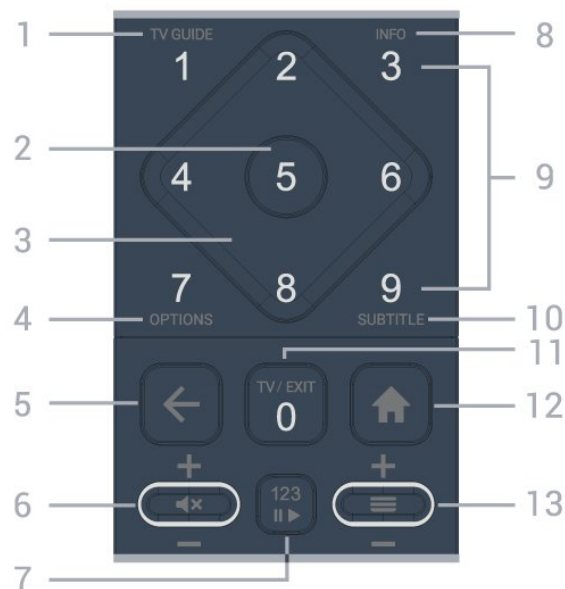 1 TV GUIDE INFO 8
1 2 3
2 4 5 6 9
3
7 8 9
4 OPTIONS SUBTITLE 10
11
5 TV / EXIT 12
0
+ +
6 123 13
- -
7